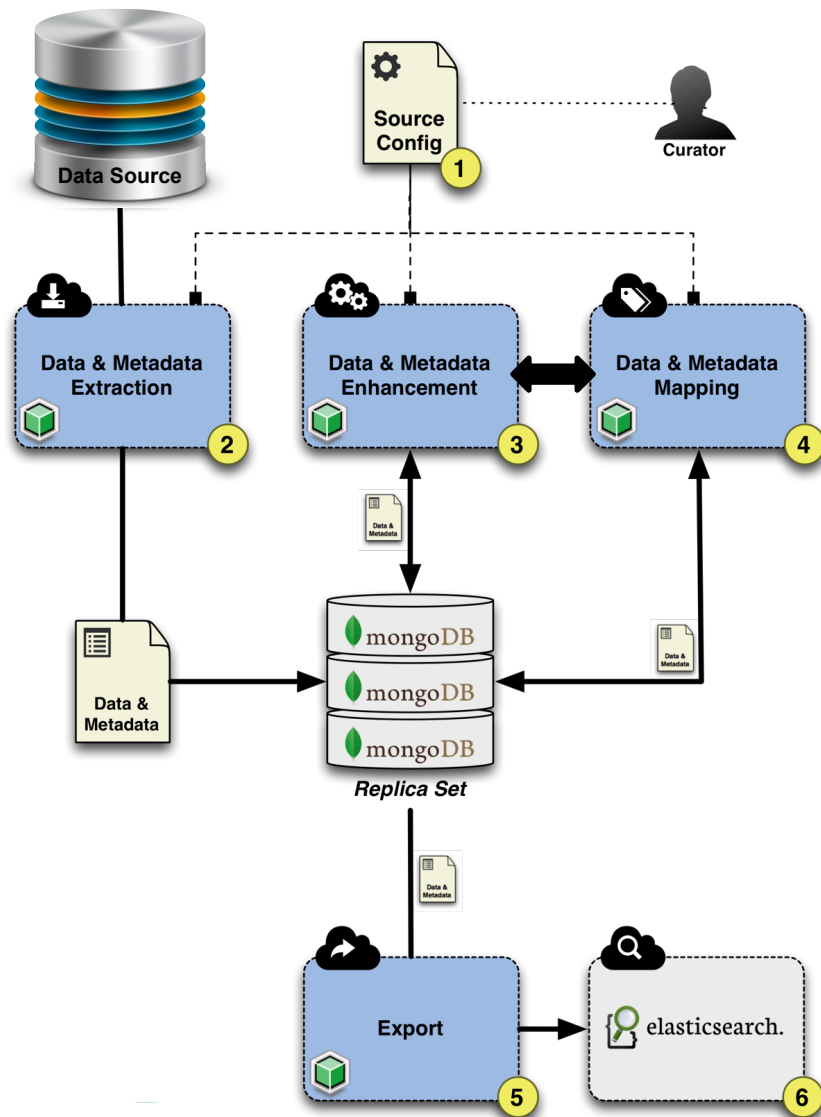 Data Source
Source
Config
1
Curator
Data & Metadata
Extraction
2
Data & Metadata
Enhancement
3
Data & Metadata
Mapping
4
Data &
Metadata
Data &
Metadata
Data &
Metadata
mongoDB
mongoDB
mongoDB
Replica Set
Data &
Metadata
Export
5
elasticsearch.
6